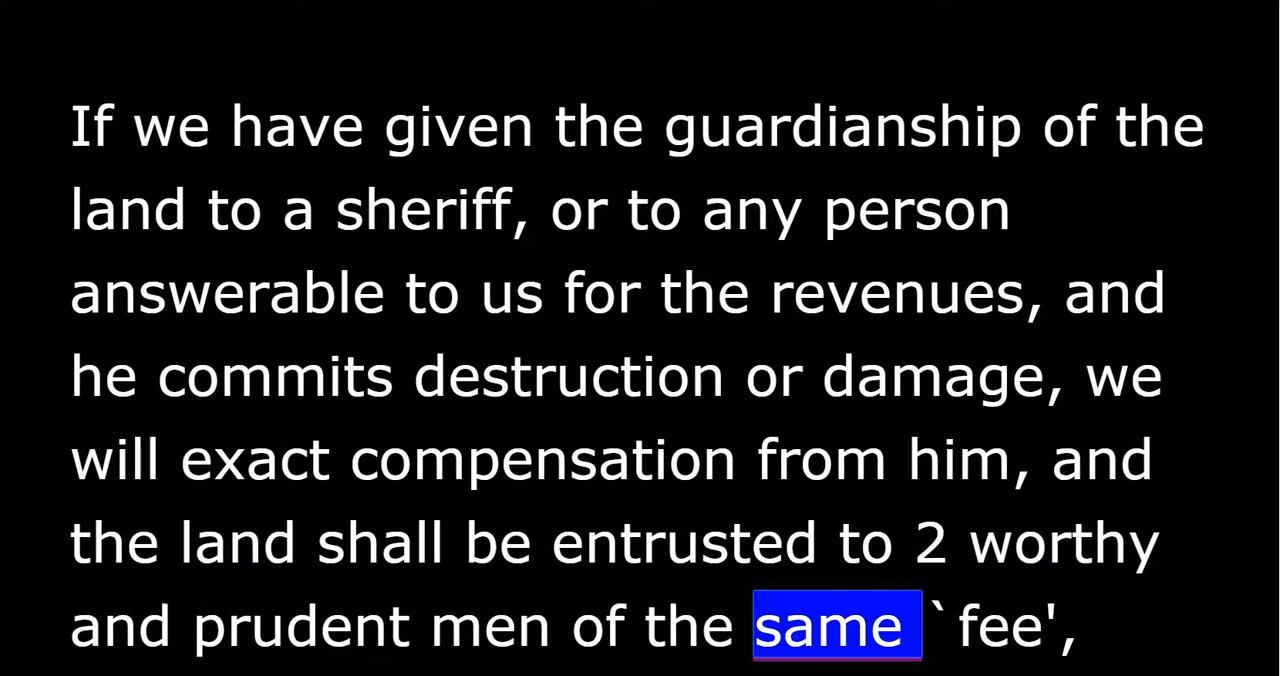 If we have given the guardianship of the
land to a sheriff, or to any person
answerable to us for the revenues, and
he commits destruction or damage, we
will exact compensation from him, and
the land shall be entrusted to 2 worthy
and prudent men of the same `fee',